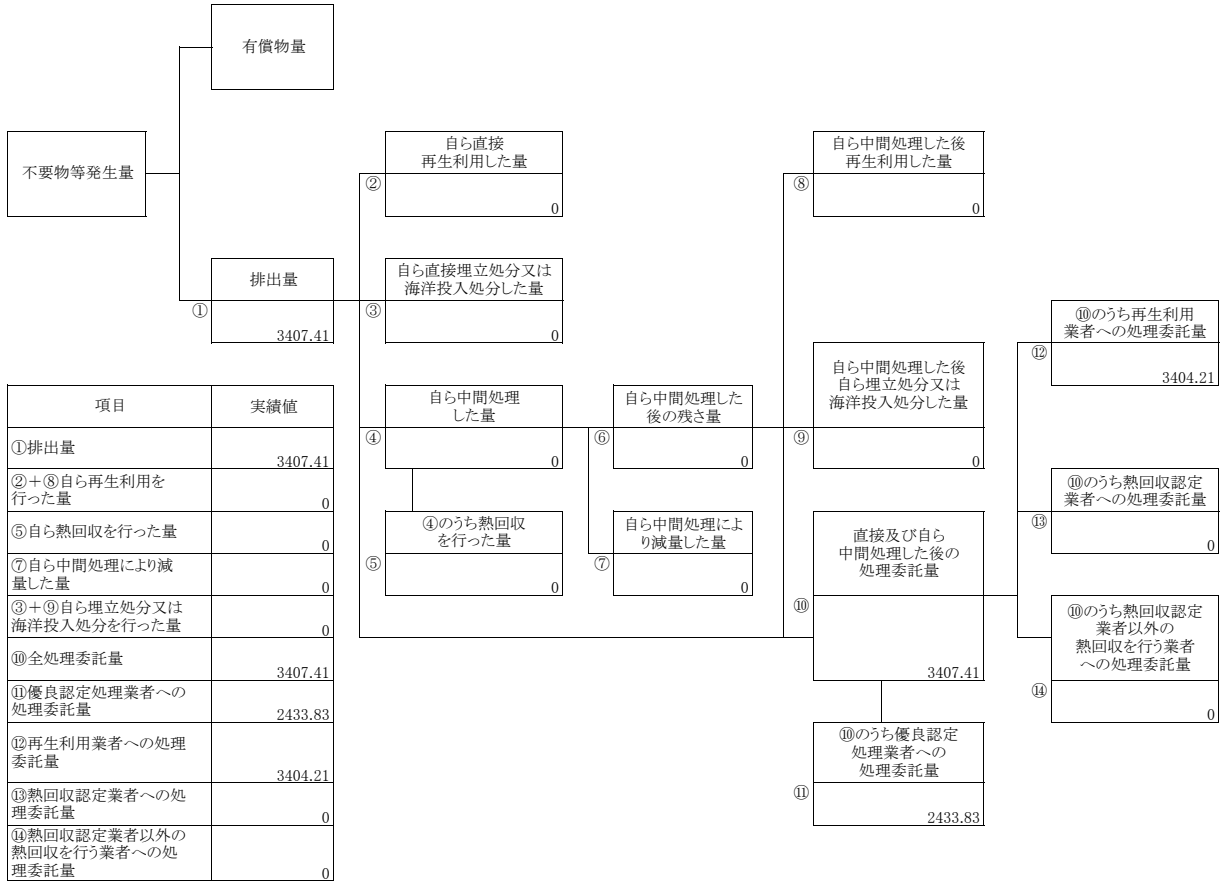 有償物量
不要物等発生量
自ら直接
再生利用した量
②
0
自ら中間処理した後
再生利用した量
⑧
0
排出量
①
3407.41
自ら直接埋立処分又は
海洋投入処分した量
③
0
⑩のうち再生利用
業者への処理委託量
⑫
3404.21
自ら中間処理
した量
④
0
自ら中間処理した
後の残さ量
⑥
0
自ら中間処理した後
自ら埋立処分又は
海洋投入処分した量
⑨
0
⑩のうち熱回収認定
業者への処理委託量
⑬
0
④のうち熱回収
を行った量
⑤
0
自ら中間処理によ
り減量した量
⑦
0
直接及び自ら
中間処理した後の
処理委託量
⑩
3407.41
⑩のうち熱回収認定
業者以外の
熱回収を行う業者
への処理委託量
⑭
0
⑩のうち優良認定
処理業者への
処理委託量
⑪
2433.83
項目
実績値
①排出量
3407.41
②+⑧自ら再生利用を
行った量
0
⑤自ら熱回収を行った量
0
⑦自ら中間処理により減
量した量
0
③+⑨自ら埋立処分又は
海洋投入処分を行った量
0
⑩全処理委託量
3407.41
⑪優良認定処理業者への
処理委託量
2433.83
⑫再生利用業者への処理
委託量
3404.21
⑬熱回収認定業者への処
理委託量
0
⑭熱回収認定業者以外の
熱回収を行う業者への処
理委託量
0